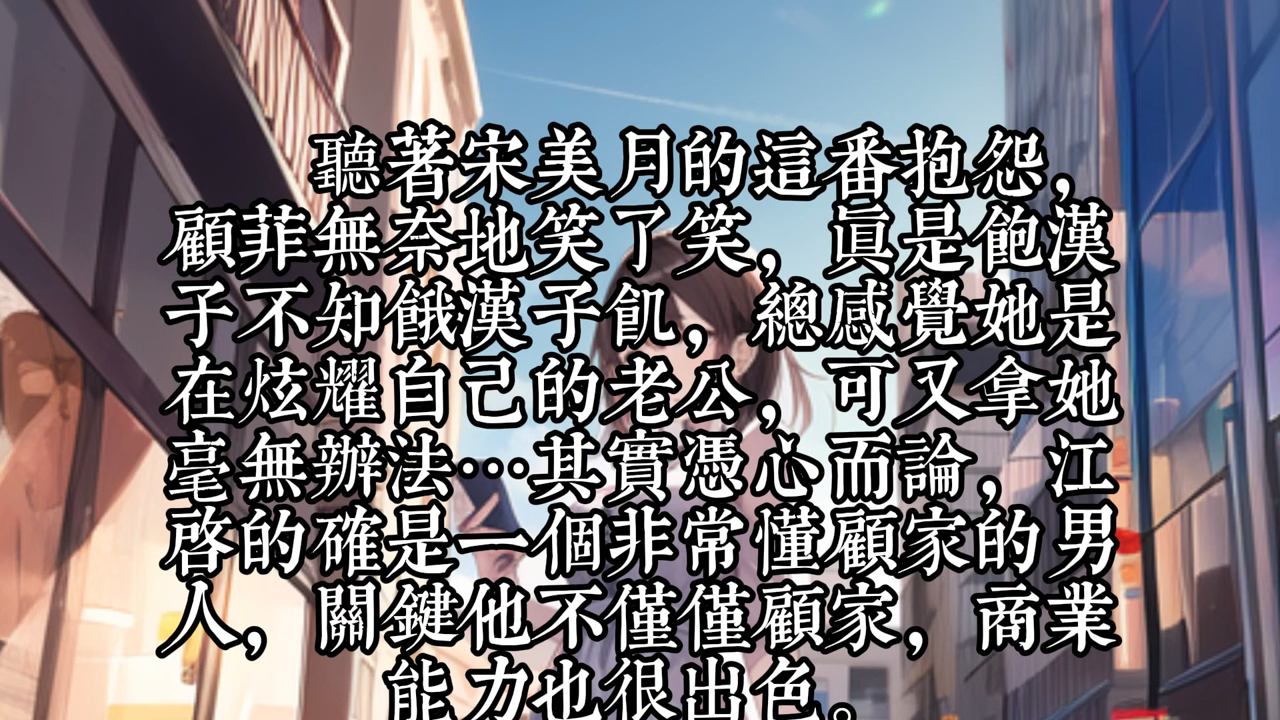 聽著宋美月的這番抱怨，
顧菲無奈地笑了笑，真是飽漢
子不知餓漢子飢，總感覺她是
在炫耀自己的老公，可又拿她
毫無辦法…其實憑心而論，江
啓的確是一個非常懂顧家的男
人，關鍵他不僅僅顧家，商業
能力也很出色。